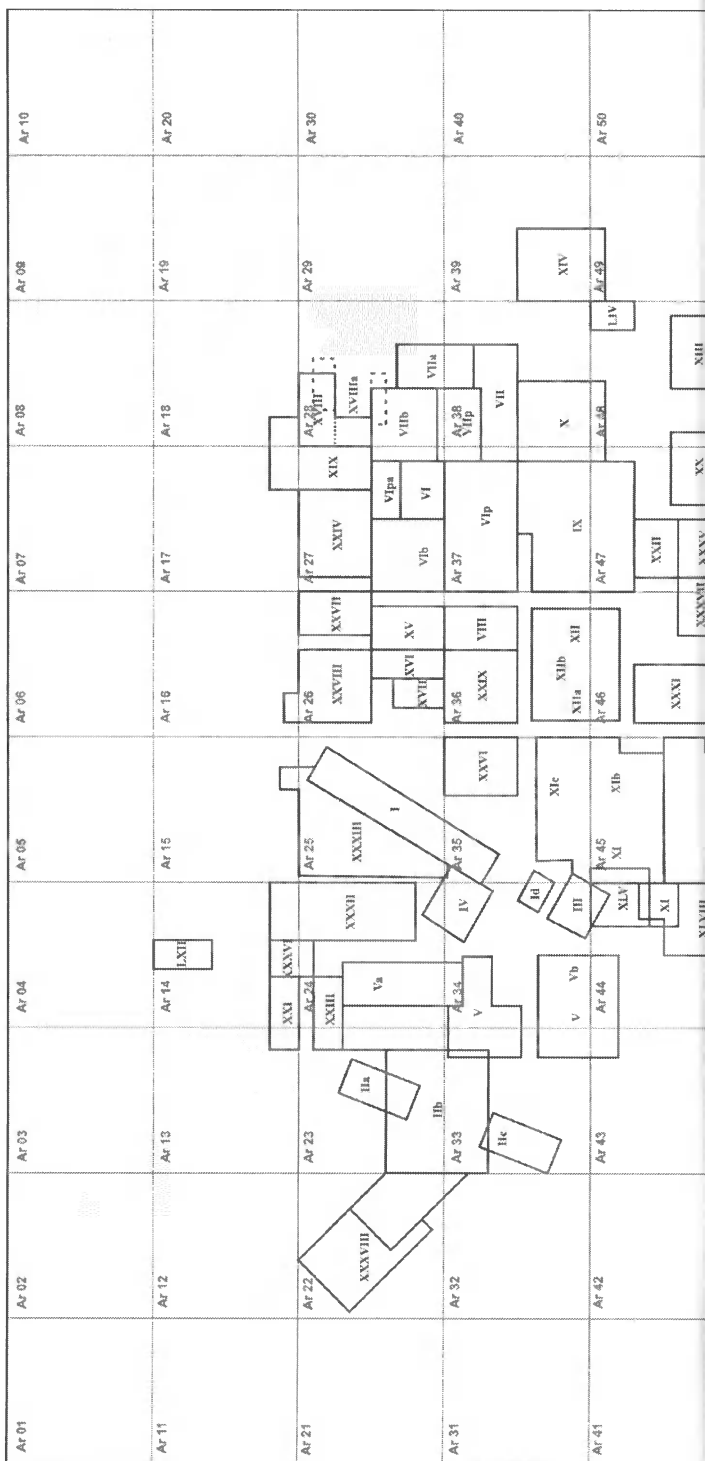 Ar 01
Ar 02
Ar 03
Ar 04
Ar 05
Ar 06
Ar 07
Ar 08
Ar 09
Ar 10
Ar 11
Ar 12
Ar 13
Ar 14
Ar 15
Ar 16
Ar 17
Ar 18
Ar 19
Ar 20
LXII
Ar 21
Ar 22
Ar 23
Ar 24
Ar 25
Ar 26
Ar 27
Ar 28
Ar 29
Ar 30
XXXVIII
IIa
IIb
XXI
XXXVI
XXIII
Va
XXXII
XXXIII
I
XXVIII
XXVII
XXIV
XIX
XVIII
XVIIIa
XVII
XVI
XV
VIb
VI
VIpa
VIIb
VIIa
Ar 31
Ar 32
Ar 33
Ar 34
Ar 35
Ar 36
Ar 37
Ar 38
Ar 39
Ar 40
IIc
V
IV
XXVI
XXIX
VIII
VIp
VIIp
VII
V
Vb
Id
III
XIc
XIIa
XIIb
XII
IX
X
XIV
Ar 41
Ar 42
Ar 43
Ar 44
Ar 45
Ar 46
Ar 47
Ar 48
Ar 49
Ar 50
XLV
XI
XIb
XI
LIV
XLVIII
XXXI
XXXVII
XXII
XXXV
XX
XIII